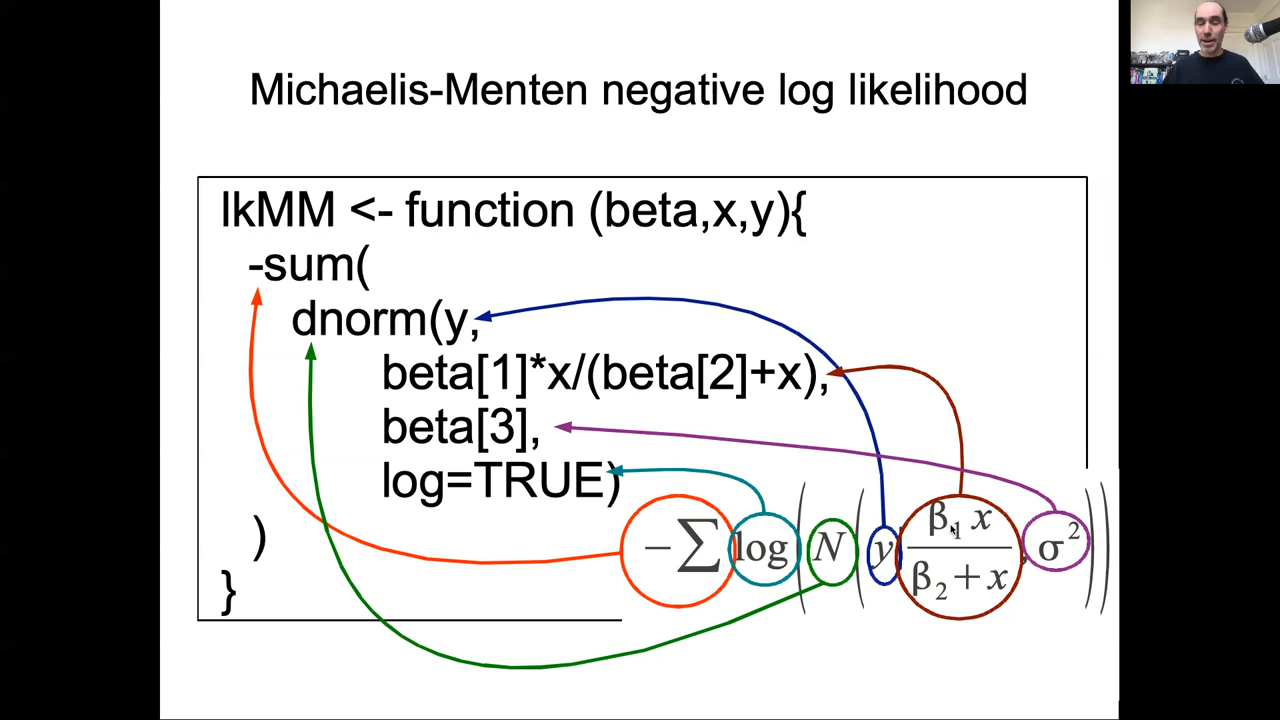 Michaelis-Menten negative log likelihood
lkMM <- function (beta,x,y){
-sum(
dnorm(y,
beta[1]*x/(beta[2]+x),
beta[3],
log=TRUE)
)
}
−∑ log(N(y, β₁x / β₂+x, σ²))